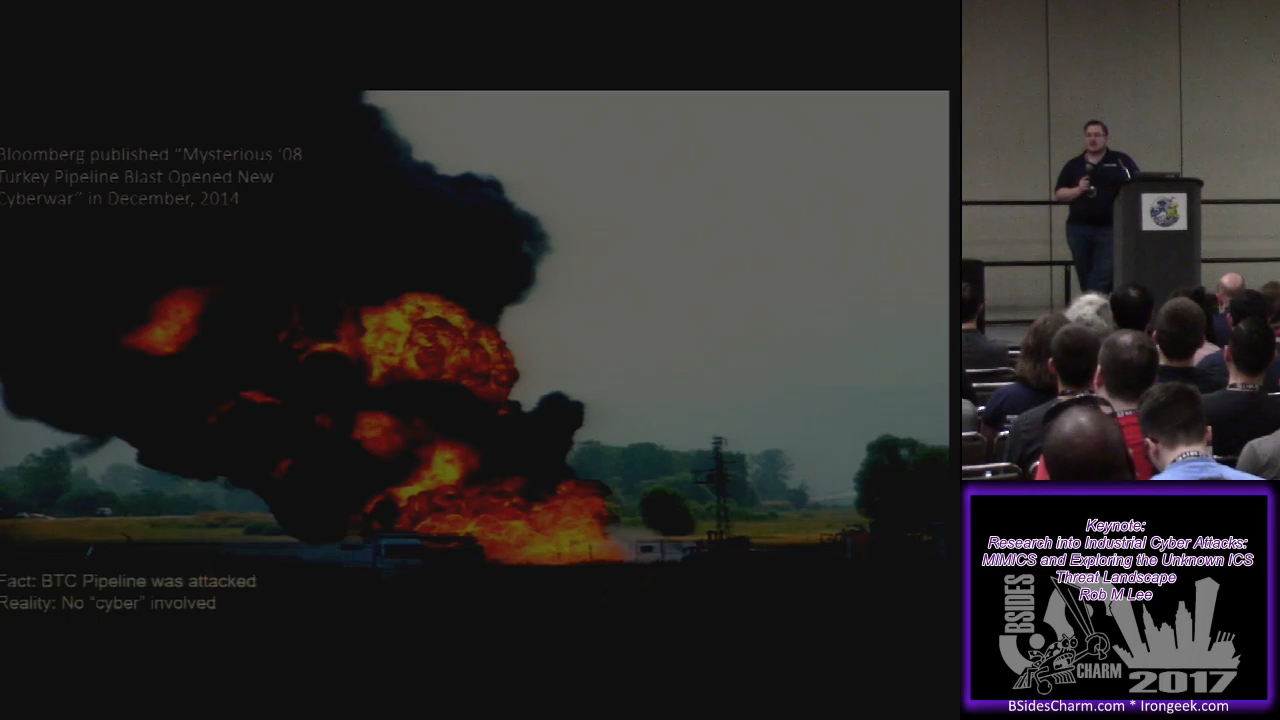 Bloomberg published “Mysterious ‘08
Turkey Pipeline Blast Opened New
Cyberwar” in December, 2014
Fact: BTC Pipeline was attacked
Reality: No “cyber” involved
Keynote:
Research into Industrial Cyber Attacks:
MIMICS and Exploring the Unknown ICS
Threat Landscape
Rob M Lee
BSIDES
CHARM
2017
BSidesCharm.com * Irongeek.com